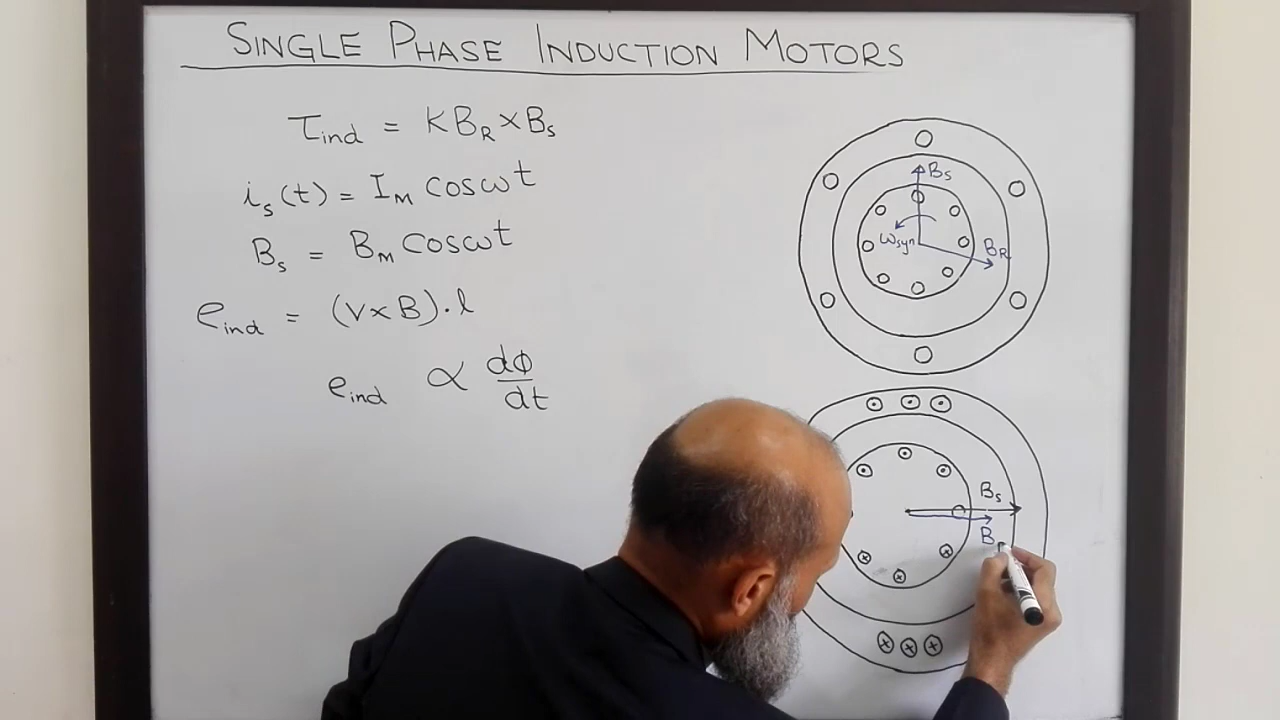 SINGLE PHASE INDUCTION MOTORS
τind = KBR×Bs
is(t) = IM cosωt
Bs = BM cosωt
eind = (V×B).l
eind ∝ dφ/dt
Bs
ωsyn
BR
Bs
B